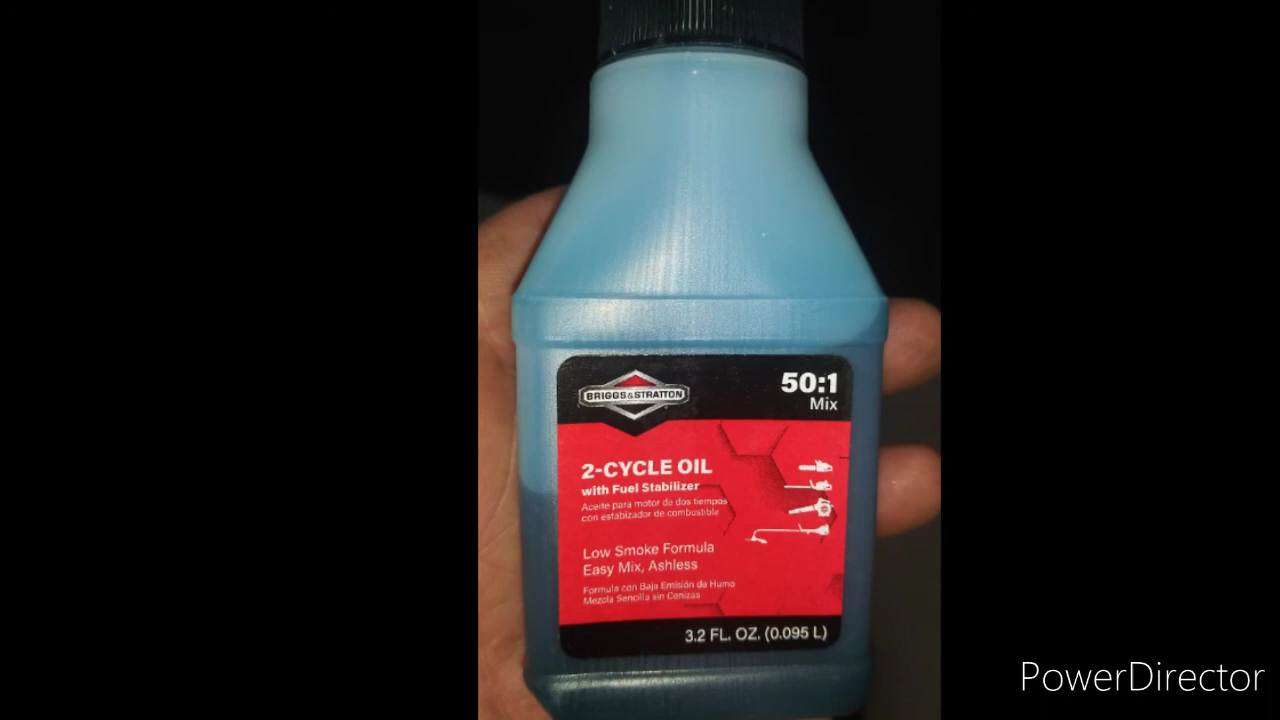 BRIGGS & STRATTON
50:1
Mix
2-CYCLE OIL
with Fuel Stabilizer
Aceite para motor de dos tiempos
con estabizador de combustible
Low Smoke Formula
Easy Mix, Ashless
Formula con Baja Emisión de Humo
Mezcla Sencilla sin Cenizas
3.2 FL. OZ. (0.095 L)
PowerDirector